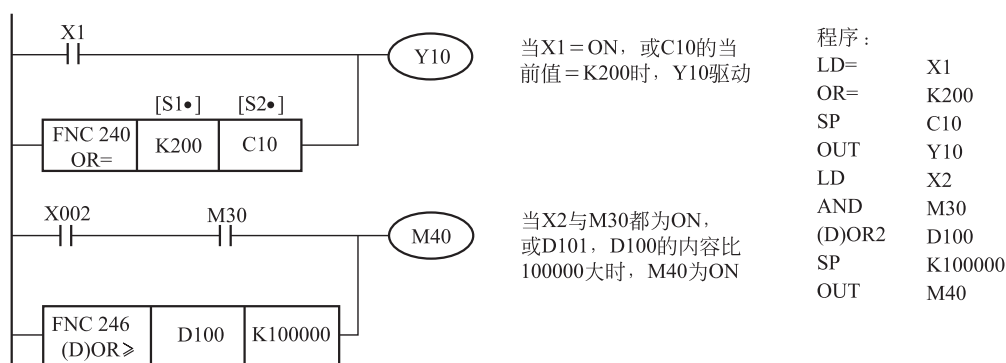 X1
Y10
[S1•]
[S2•]
FNC 240
OR=
K200
C10
当X1=ON，或C10的当
前值=K200时，Y10驱动
X002
M30
M40
FNC 246
(D)OR≥
D100
K100000
当X2与M30都为ON，
或D101，D100的内容比
100000大时，M40为ON
程序：
LD= X1
OR= K200
SP C10
OUT Y10
LD X2
AND M30
(D)OR2 D100
SP K100000
OUT M40